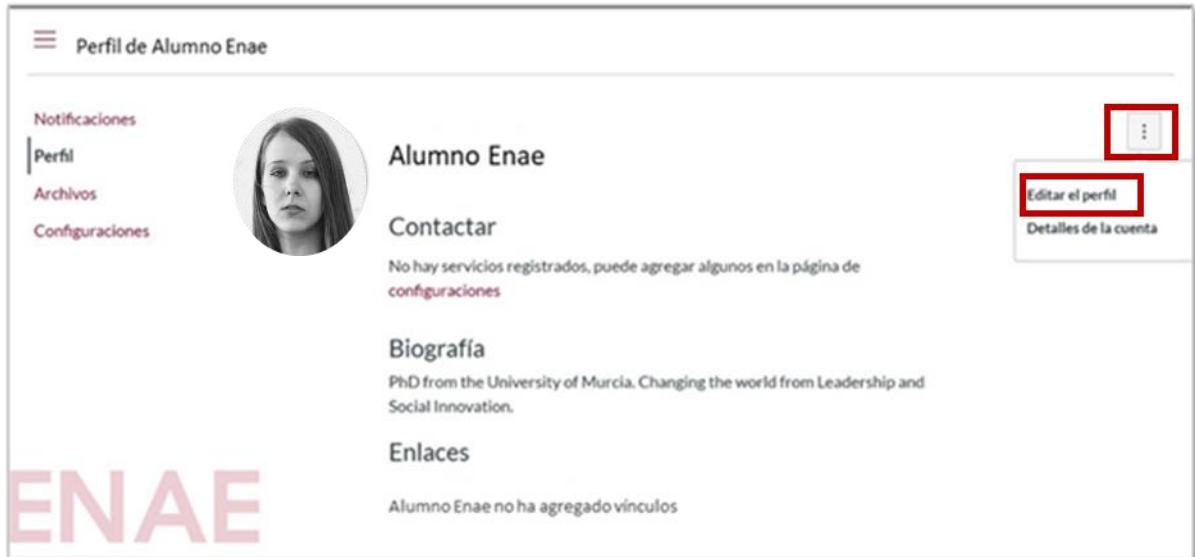 Perfil de Alumno Enae
Notificaciones
Perfil
Archivos
Configuraciones
Alumno Enae
Contactar
No hay servicios registrados, puede agregar algunos en la página de
configuraciones
Biografía
PhD from the University of Murcia. Changing the world from Leadership and
Social Innovation.
Enlaces
Alumno Enae no ha agregado vínculos
Editar el perfil
Detalles de la cuenta
ENAE